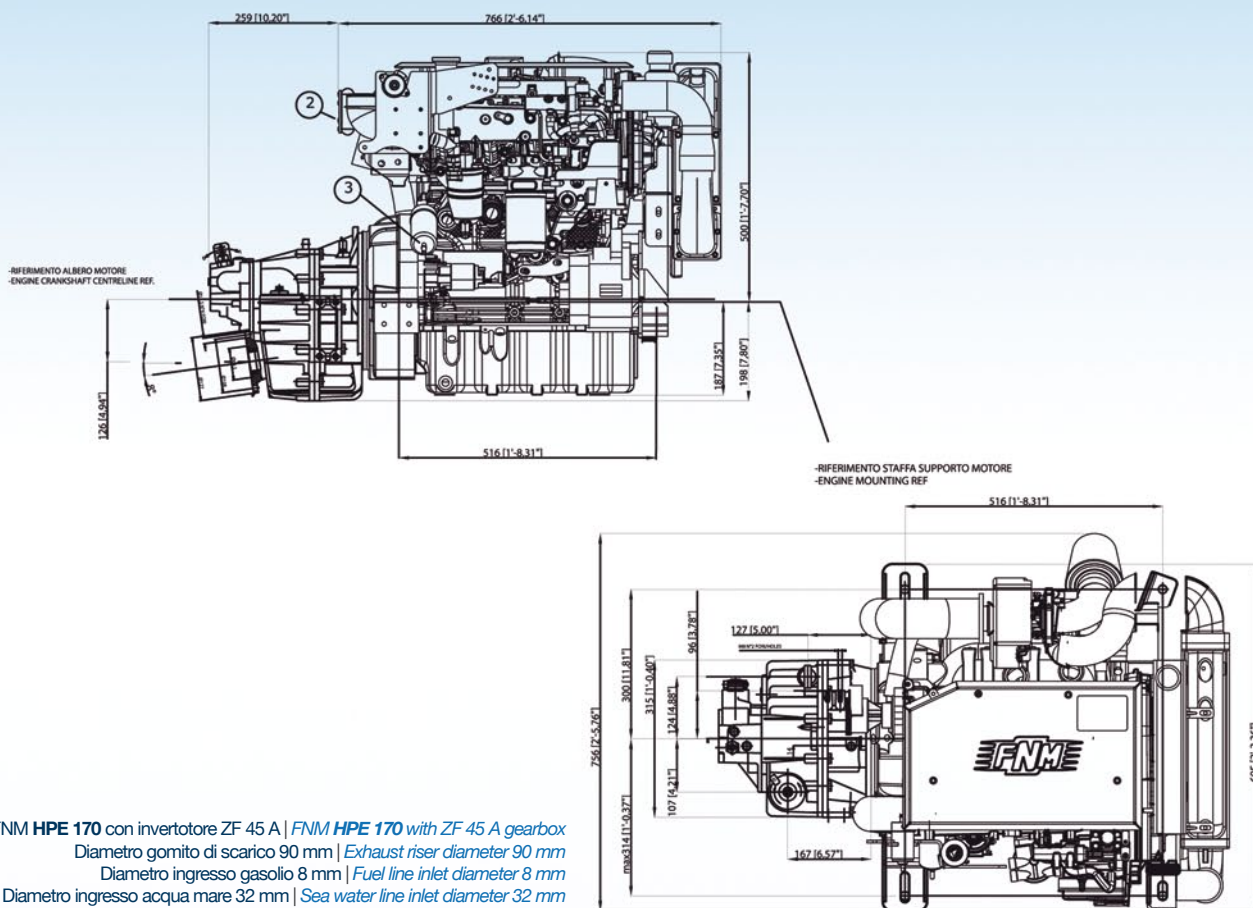 259 [10.20"]
766 [2'-6.14"]
2
3
500 [1'-7.70"]
-RIFERIMENTO ALBERO MOTORE
-ENGINE CRANKSHAFT CENTRELINE REF.
126 [4.94"]
187 [7.35"]
198 [7.80"]
516 [1'-8.31"]
-RIFERIMENTO STAFFA SUPPORTO MOTORE
-ENGINE MOUNTING REF
516 [1'-8.31"]
756 [2'-5.76"]
300 [11.81"]
315 [1'-0.40"]
124 [4.88"]
96 [3.78"]
127 [5.00"]
107 [4.21"]
max314 [1'-0.37"]
167 [6.57"]
FNM
NM HPE 170 con invertotore ZF 45 A | FNM HPE 170 with ZF 45 A gearbox
Diametro gomito di scarico 90 mm | Exhaust riser diameter 90 mm
Diametro ingresso gasolio 8 mm | Fuel line inlet diameter 8 mm
Diametro ingresso acqua mare 32 mm | Sea water line inlet diameter 32 mm